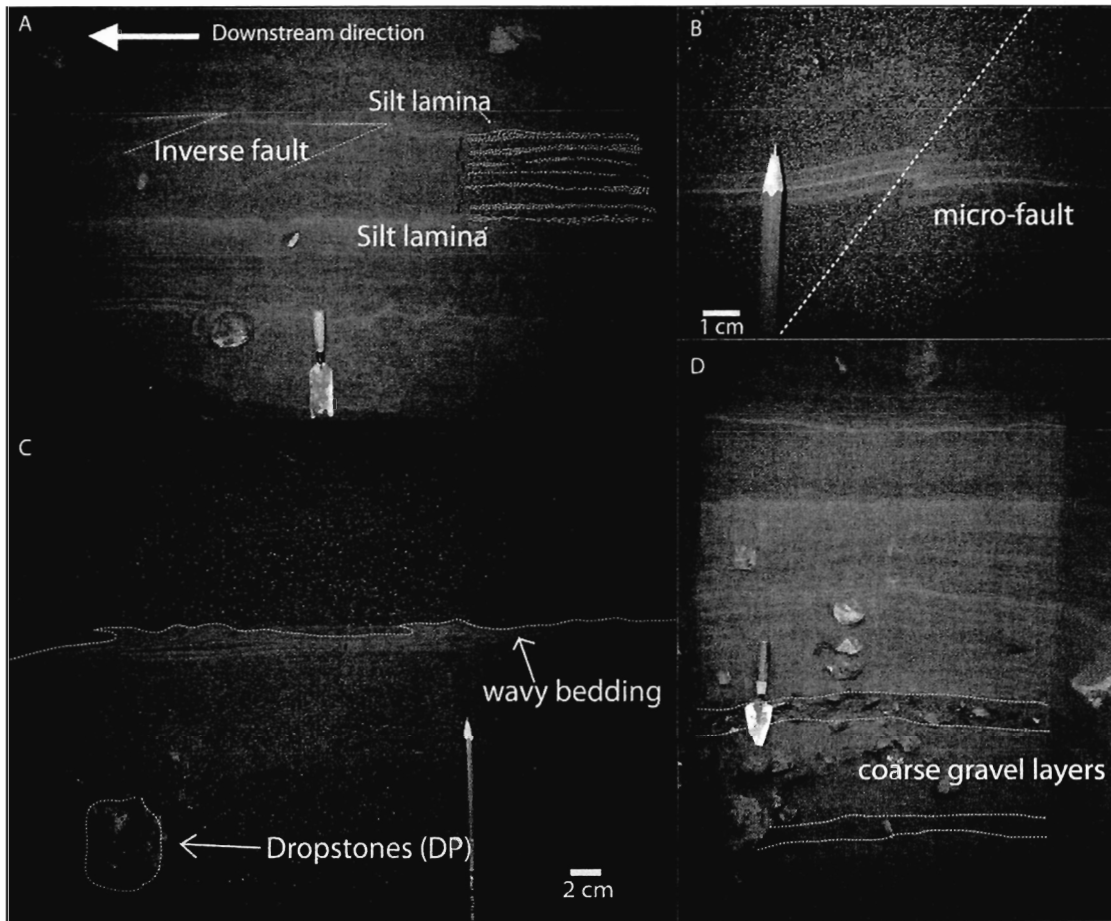 A
Downstream direction
Silt lamina
Inverse fault
Silt lamina
B
micro-fault
1 cm
C
wavy bedding
Dropstones (DP)
2 cm
D
coarse gravel layers